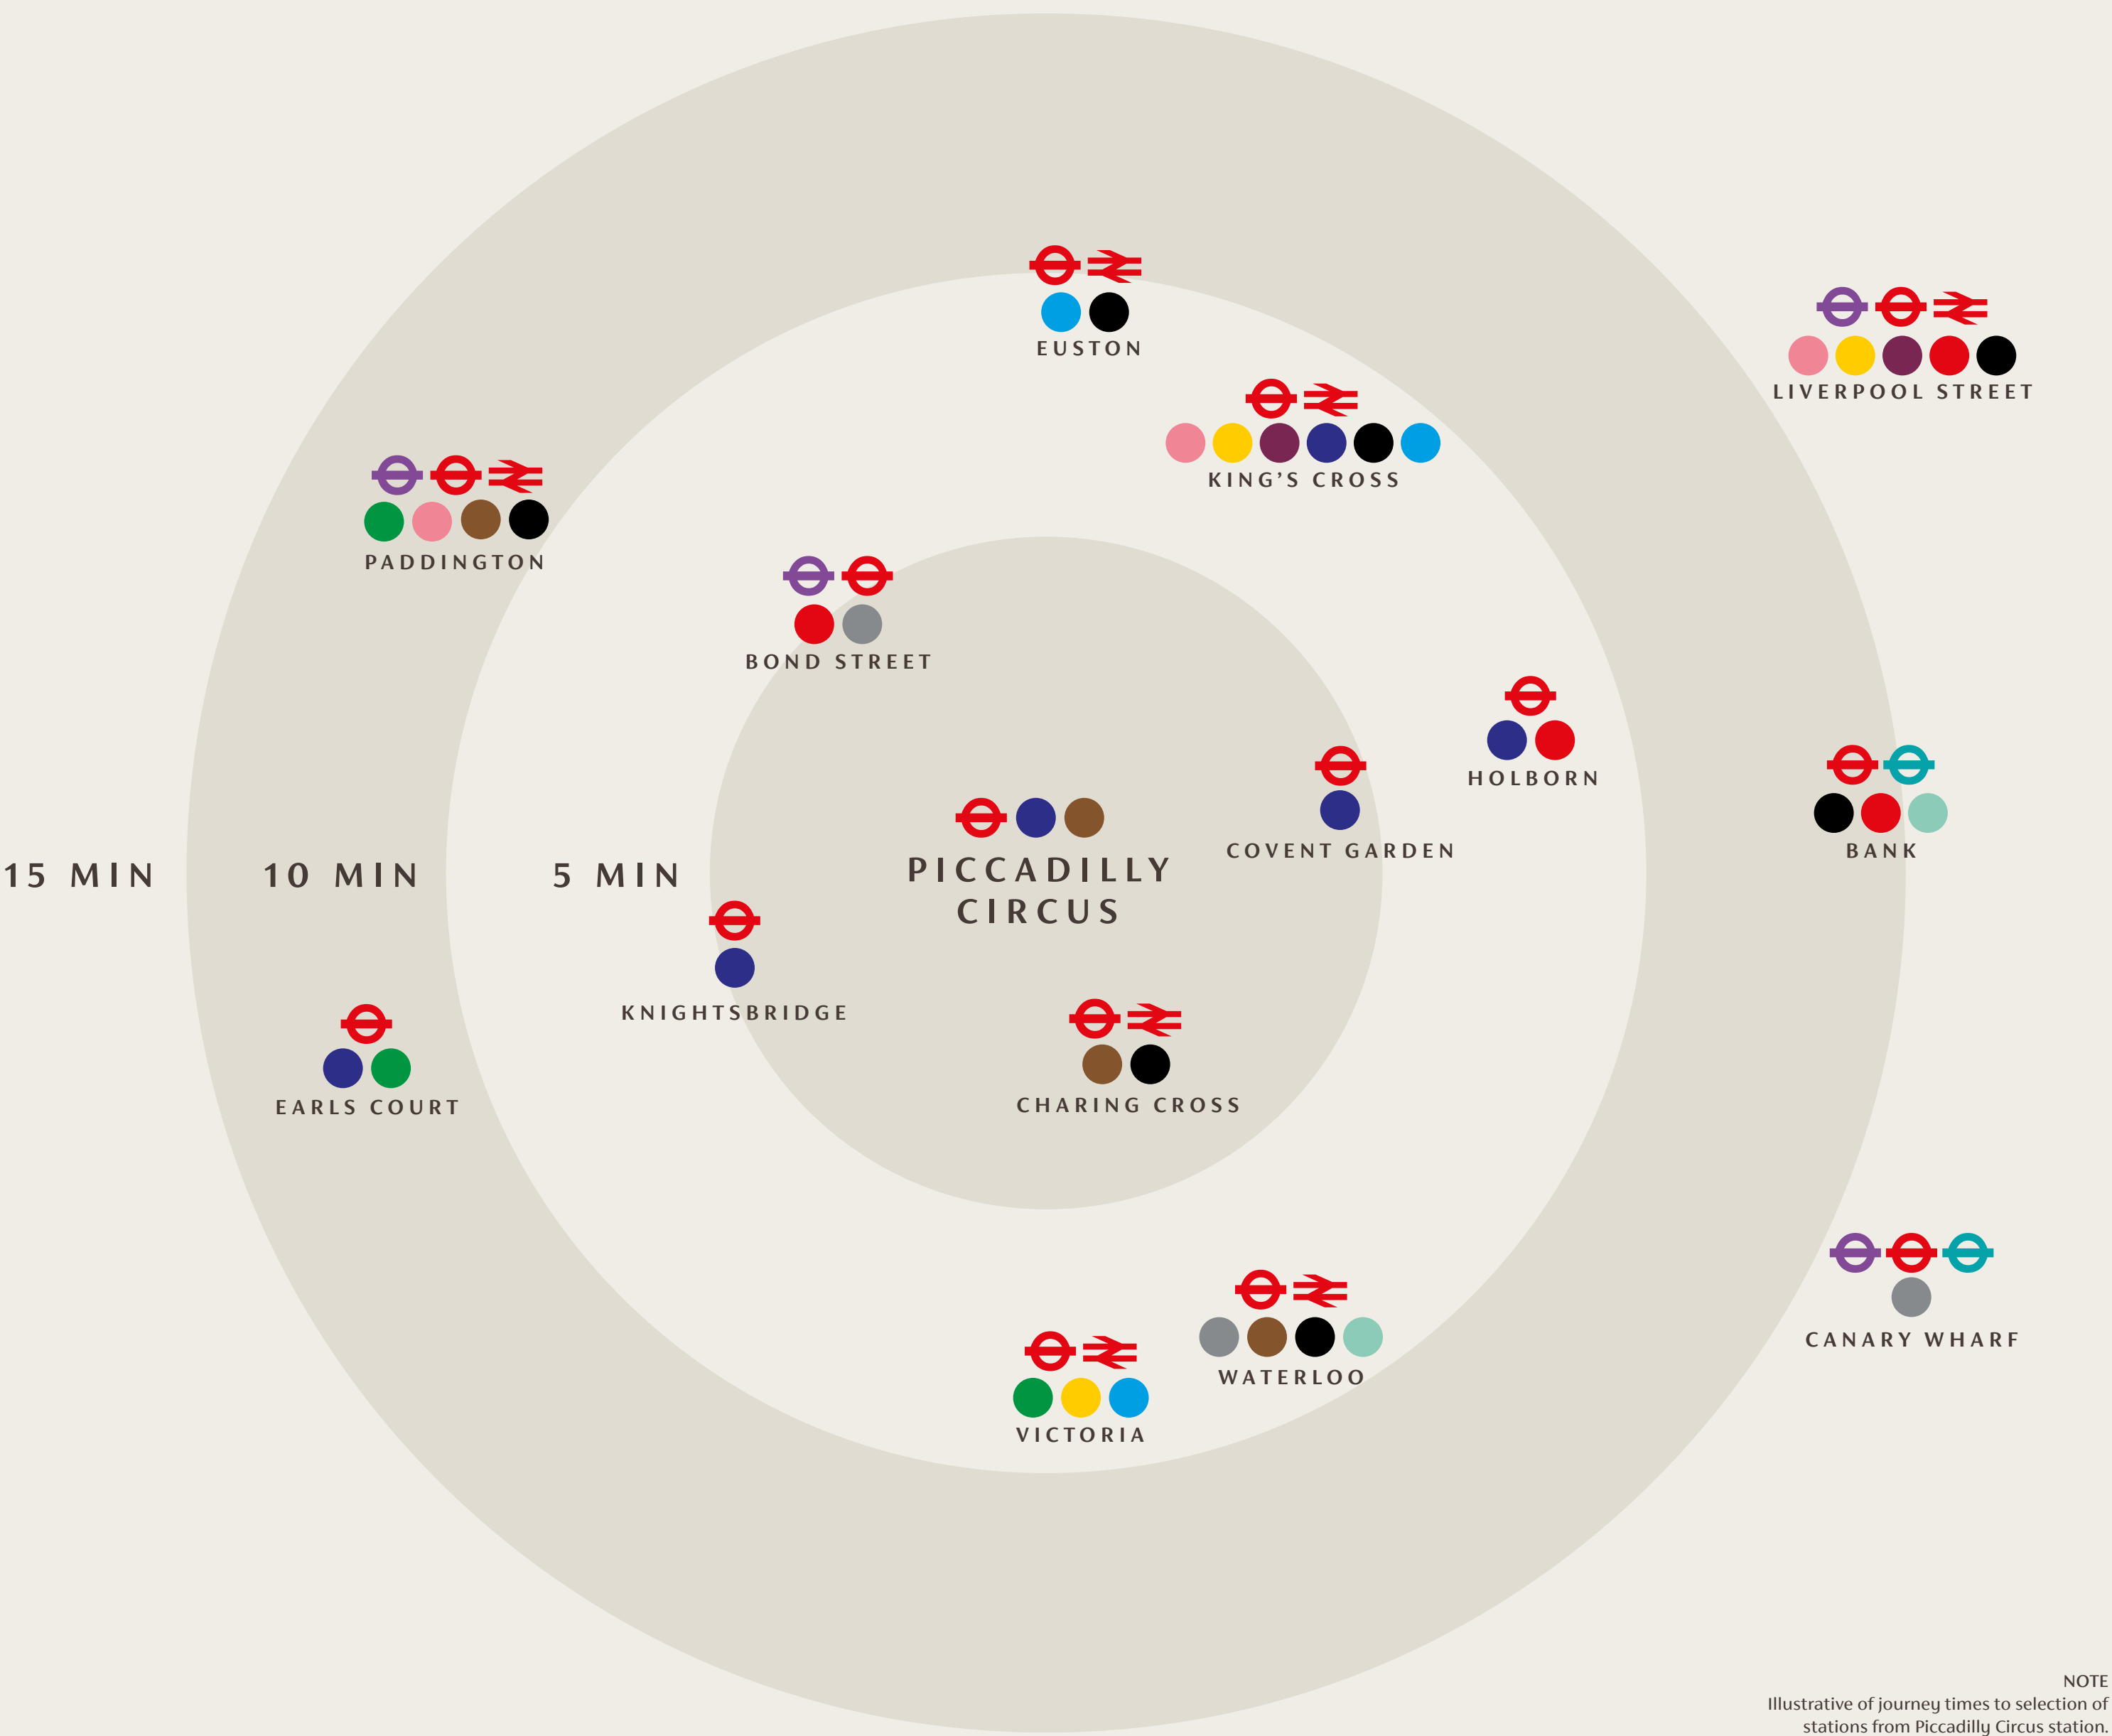 EUSTON
LIVERPOOL STREET
KING’S CROSS
PADDINGTON
BOND STREET
HOLBORN
COVENT GARDEN
BANK
15 MIN
10 MIN
5 MIN
PICCADILLY
CIRCUS
KNIGHTSBRIDGE
EARLS COURT
CHARING CROSS
CANARY WHARF
WATERLOO
VICTORIA
NOTE
Illustrative of journey times to selection of
stations from Piccadilly Circus station.